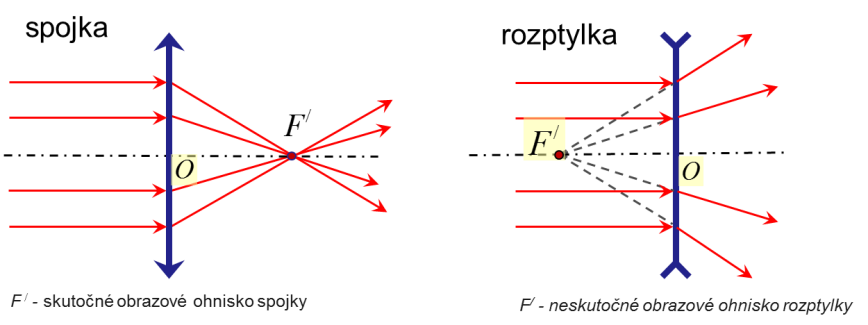 spojka
rozptylka
F/
O
F/
O
F/ - skutočné obrazové ohnisko spojky
F/ - neskutočné obrazové ohnisko rozptylky